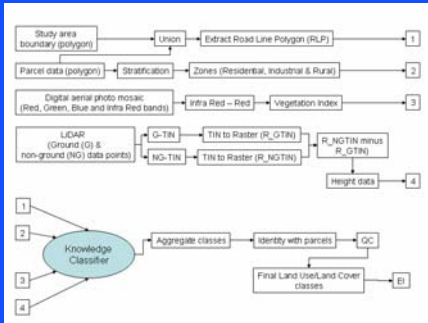 Study area
boundary (polygon)
Union
Extract Road Line Polygon (RLP)
1
Parcel data (polygon)
Stratification
Zones (Residential, Industrial & Rural)
2
Digital aerial photo mosaic
(Red, Green, Blue and Infra Red bands)
Infra Red – Red
Vegetation Index
3
LiDAR
(Ground (G) &
non-ground (NG) data points)
G-TIN
TIN to Raster (R_GTIN)
NG-TIN
TIN to Raster (R_NGTIN)
R_NGTIN minus
R_GTIN)
Height data
4
1
2
3
4
Knowledge
Classifier
Aggregate classes
Identity with parcels
QC
Final Land Use/Land Cover
classes
EI